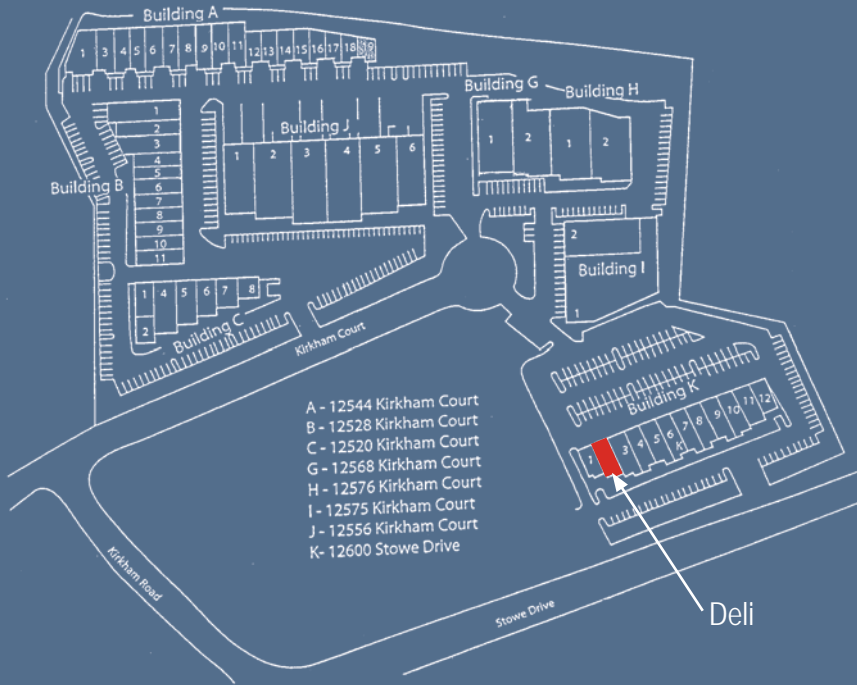 Building A
1 3 4 5 6 7 8 9 10 11 12 13 14 15 16 17 18 19
Building G
Building H
1
2
3
4
5
6
7
8
9
10
11
Building B
Building J
1 2 3 4 5 6
1 2 1 2
2
Building I
1
1 4 5 6 7 8
2
Building C
Kirkham Court
Building K
1 3 4 5 6 7 8 9 10 11 12
K
A - 12544 Kirkham Court
B - 12528 Kirkham Court
C - 12520 Kirkham Court
G - 12568 Kirkham Court
H - 12576 Kirkham Court
I - 12575 Kirkham Court
J - 12556 Kirkham Court
K- 12600 Stowe Drive
Kirkham Road
Stowe Drive
Deli